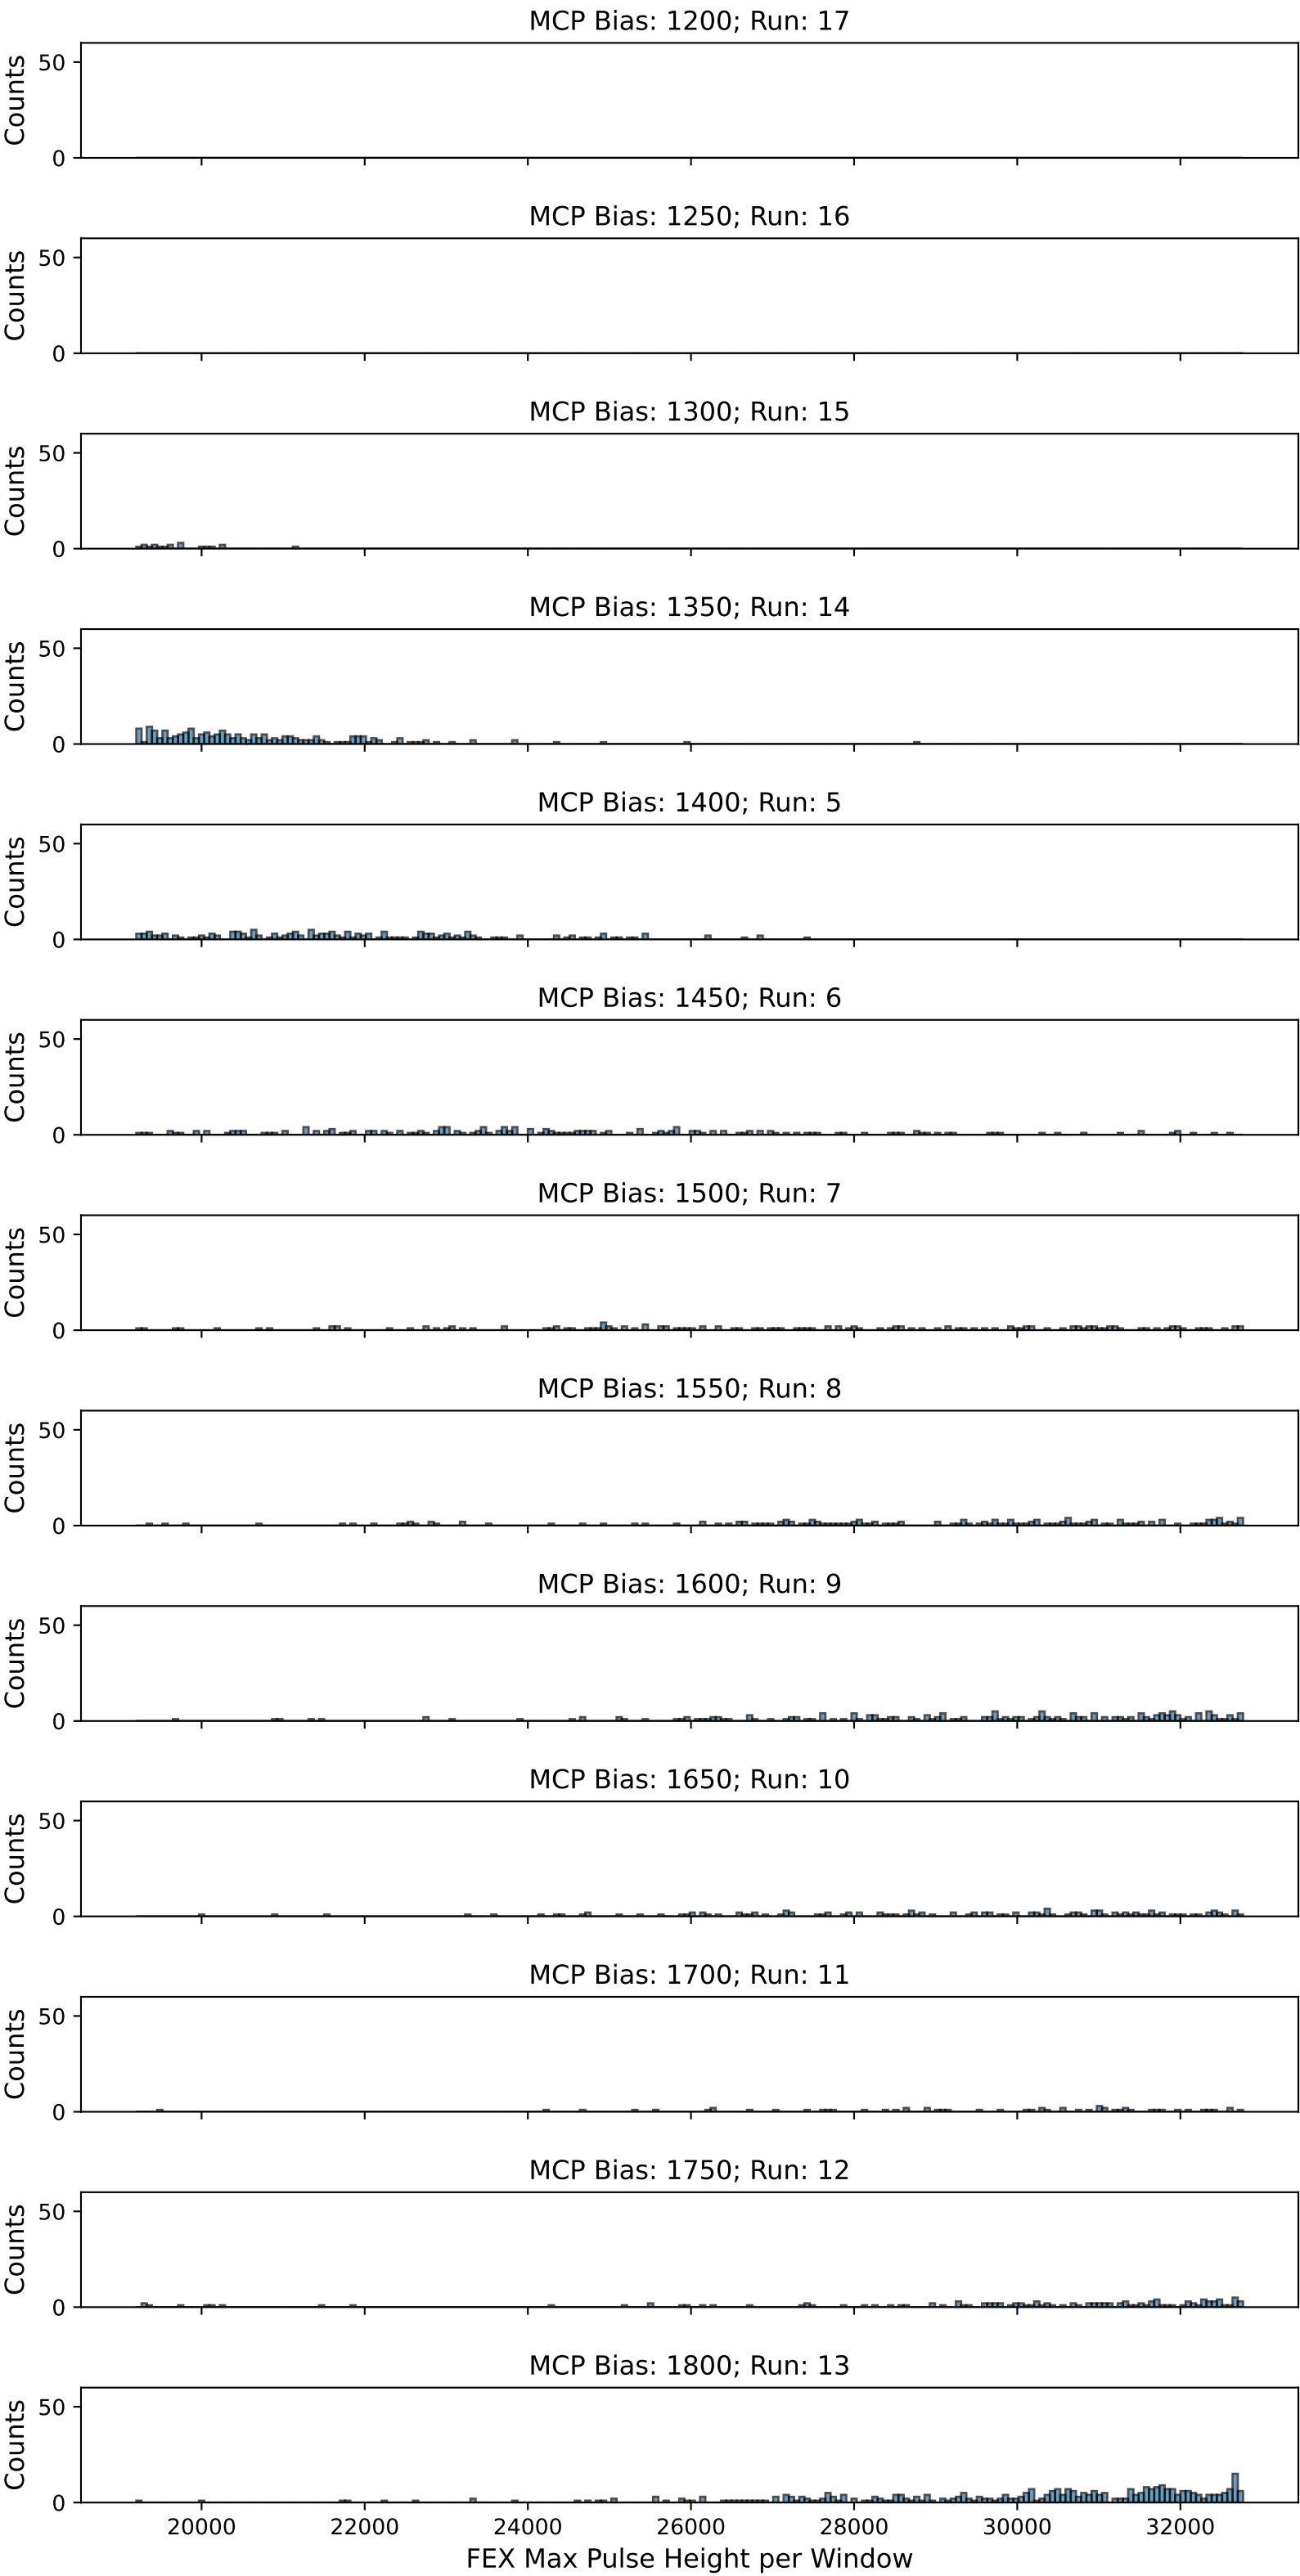 MCP Bias: 1200; Run: 17
50
Counts
0
MCP Bias: 1250; Run: 16
50
Counts
0
MCP Bias: 1300; Run: 15
50
Counts
0
MCP Bias: 1350; Run: 14
50
Counts
0
MCP Bias: 1400; Run: 5
50
Counts
0
MCP Bias: 1450; Run: 6
50
Counts
0
MCP Bias: 1500; Run: 7
50
Counts
0
MCP Bias: 1550; Run: 8
50
Counts
0
MCP Bias: 1600; Run: 9
50
Counts
0
MCP Bias: 1650; Run: 10
50
Counts
0
MCP Bias: 1700; Run: 11
50
Counts
0
MCP Bias: 1750; Run: 12
50
Counts
0
MCP Bias: 1800; Run: 13
50
Counts
0
20000 22000 24000 26000 28000 30000 32000
FEX Max Pulse Height per Window